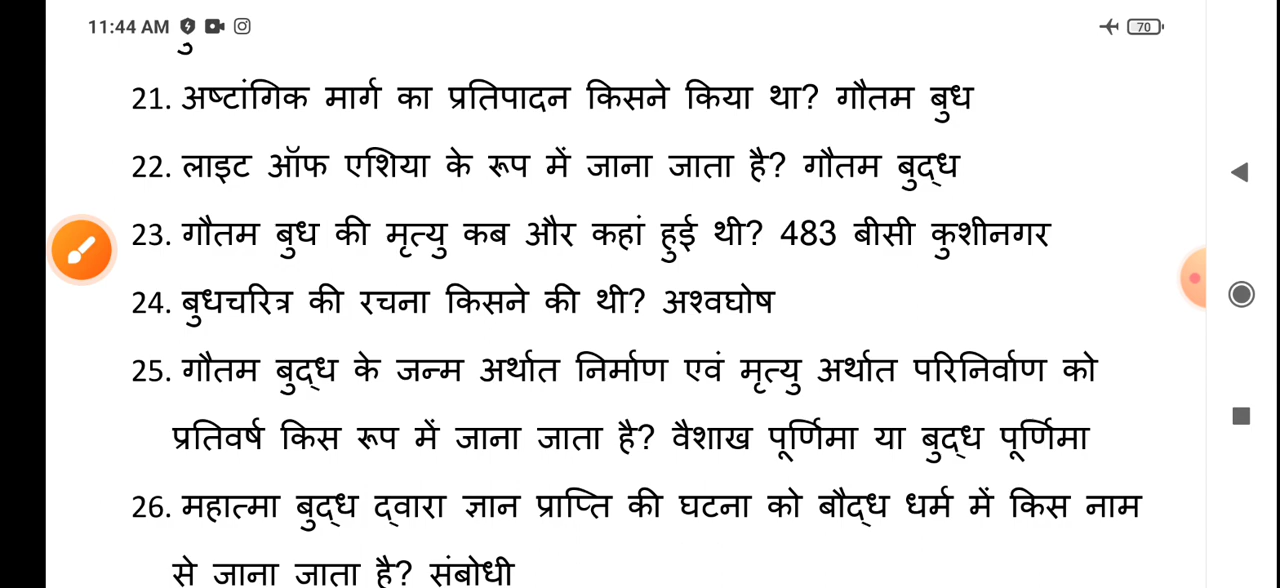 11:44 AM
70
21. अष्टांगिक मार्ग का प्रतिपादन किसने किया था? गौतम बुध
22. लाइट ऑफ एशिया के रूप में जाना जाता है? गौतम बुद्ध
23. गौतम बुध की मृत्यु कब और कहां हुई थी? 483 बीसी कुशीनगर
24. बुधचरित्र की रचना किसने की थी? अश्वघोष
25. गौतम बुद्ध के जन्म अर्थात निर्माण एवं मृत्यु अर्थात परिनिर्वाण को
प्रतिवर्ष किस रूप में जाना जाता है? वैशाख पूर्णिमा या बुद्ध पूर्णिमा
26. महात्मा बुद्ध द्वारा ज्ञान प्राप्ति की घटना को बौद्ध धर्म में किस नाम
से जाना जाता है? संबोधी